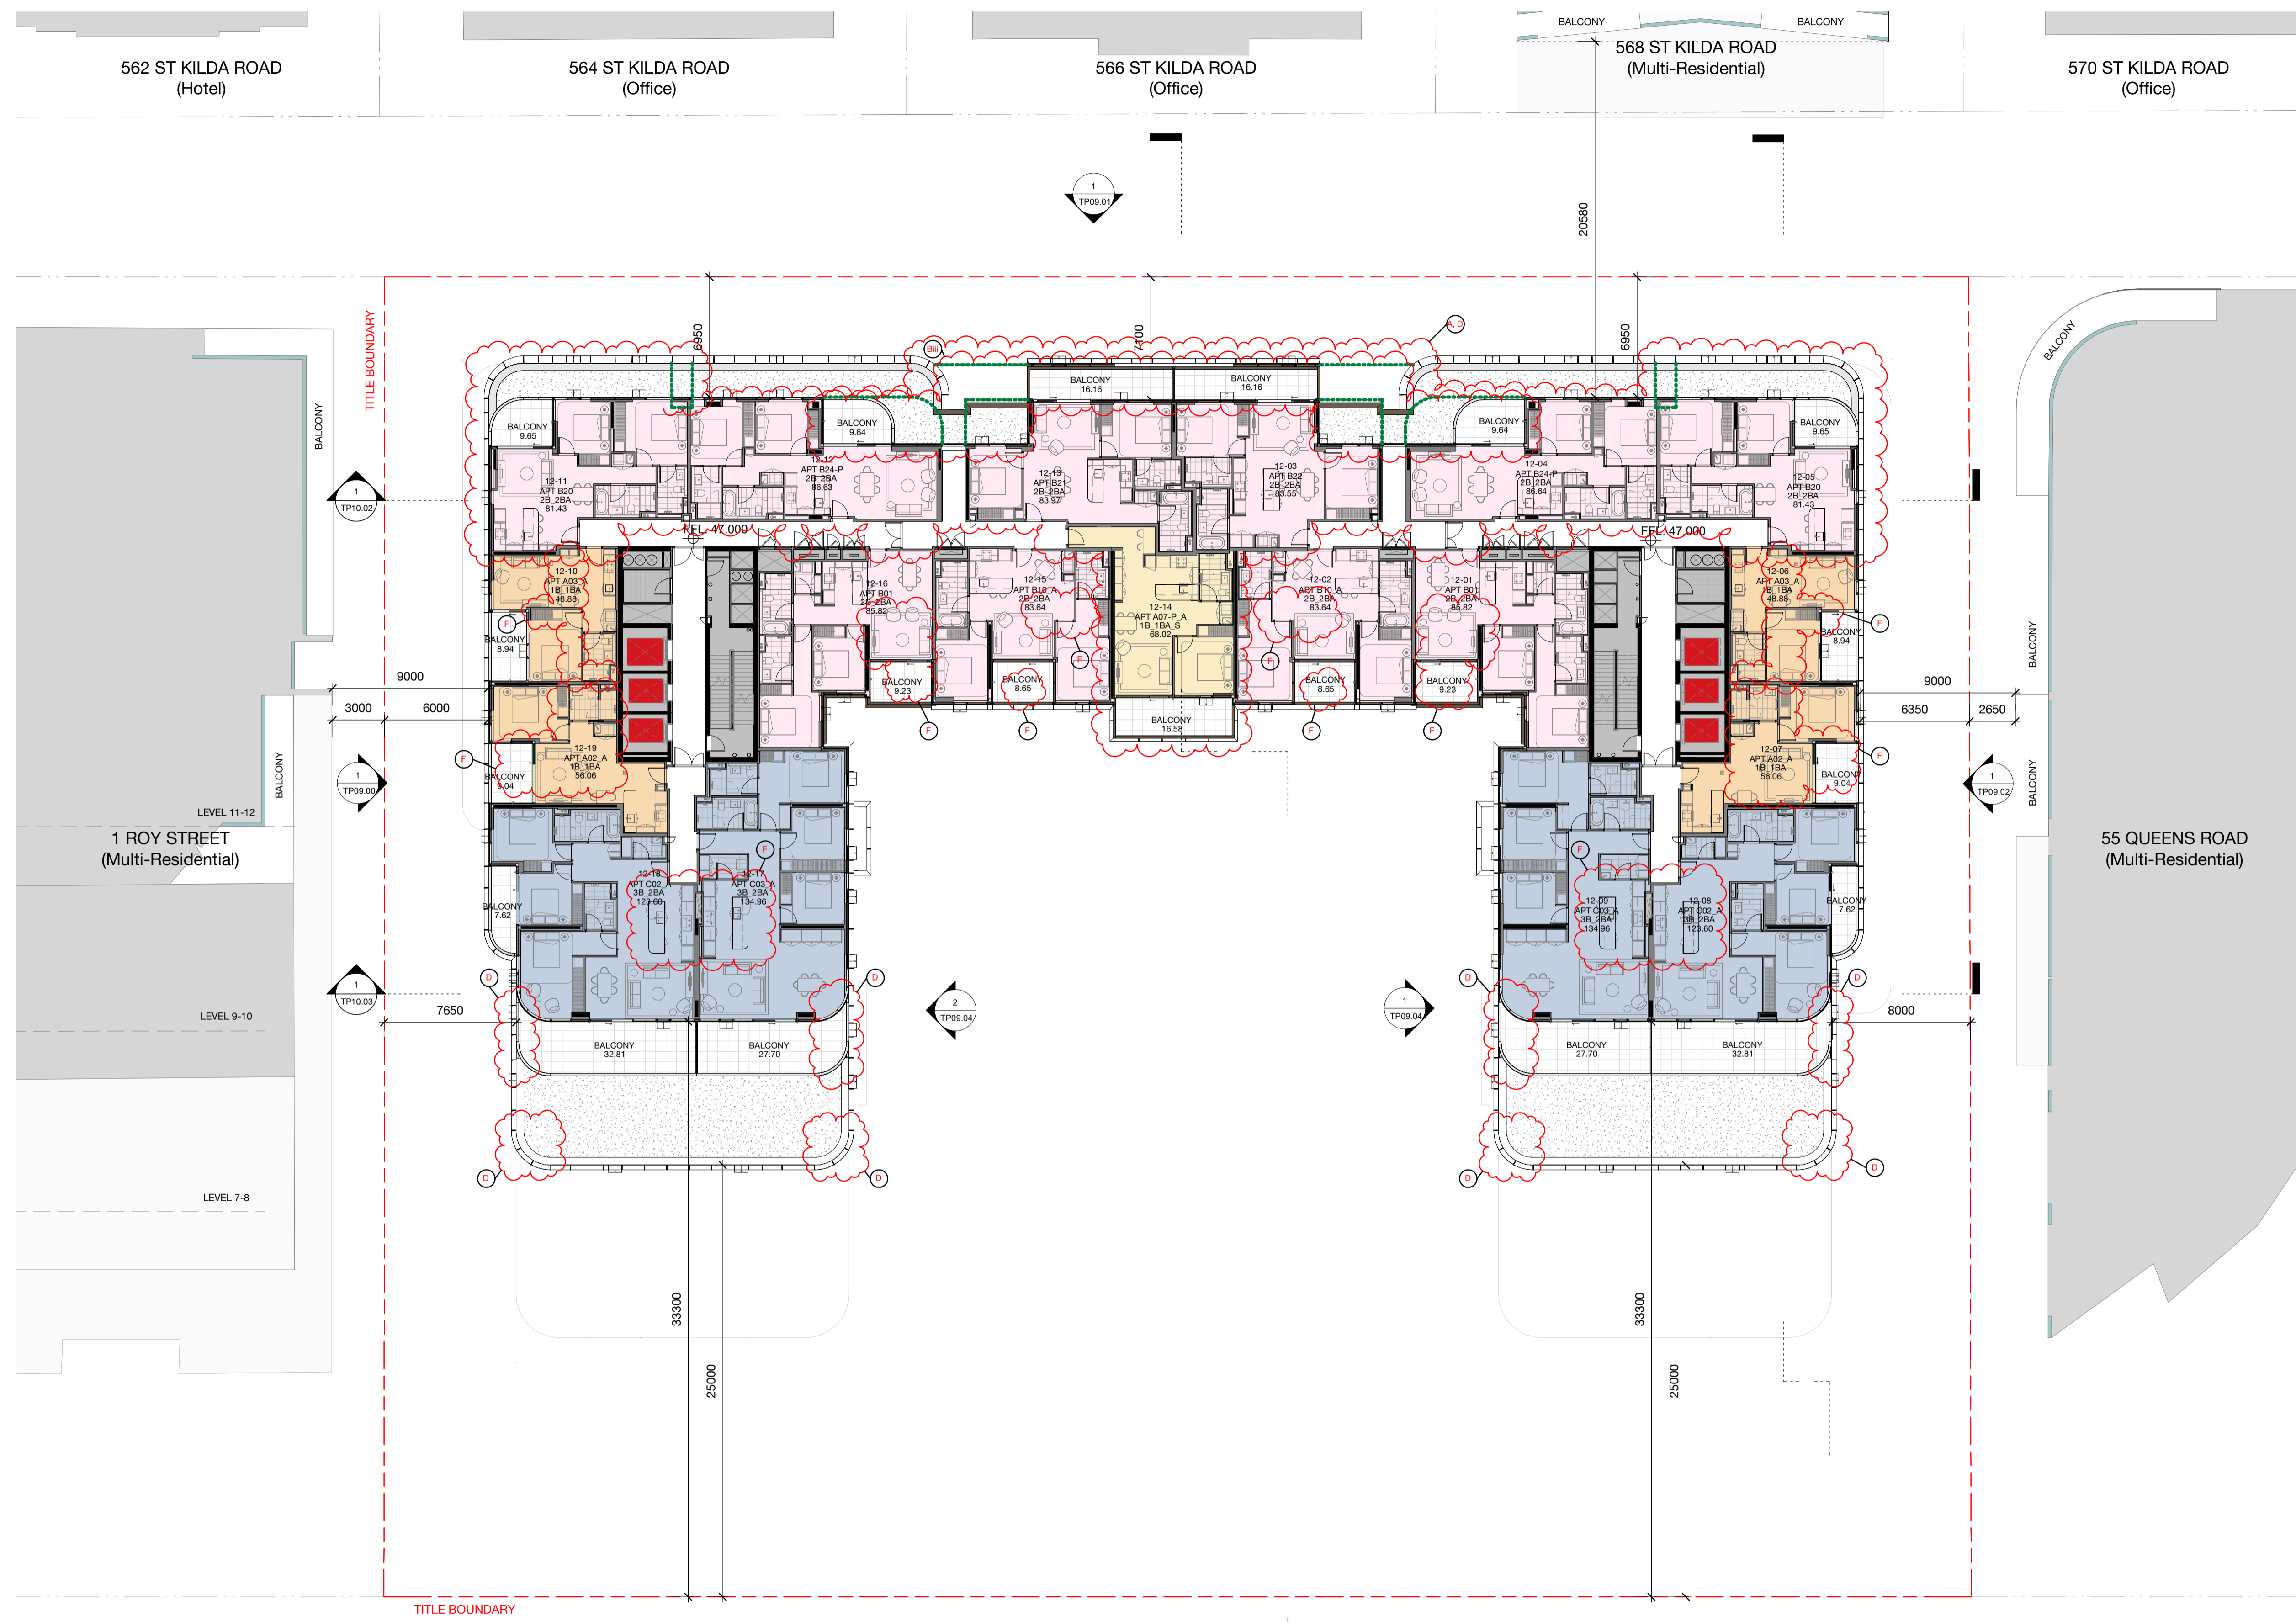 BALCONY
BALCONY
562 ST KILDA ROAD
(Hotel)
564 ST KILDA ROAD
(Office)
566 ST KILDA ROAD
(Office)
568 ST KILDA ROAD
(Multi-Residential)
570 ST KILDA ROAD
(Office)
1
TP09.01
20580
TITLE BOUNDARY
6950
Biii
7100
A, D
6950
BALCONY
BALCONY
BALCONY
16.16
BALCONY
16.16
BALCONY
9.65
BALCONY
9.64
BALCONY
9.64
BALCONY
9.65
12-11
APT B20
2B_2BA
81.43
12-12
APT B24-P
2B_2BA
86.63
12-13
APT B21
2B_2BA
83.97
12-03
APT B22
2B_2BA
83.55
12-04
APT B24-P
2B_2BA
86.64
12-05
APT B20
2B_2BA
81.43
1
TP10.02
FFL. 47.000
FFL. 47.000
12-10
APT A03_A
1B_1BA
48.88
12-16
APT B01
2B_2BA
85.82
12-15
APT B10_A
2B_2BA
83.64
12-14
APT A07-P_A
1B_1BA_S
68.02
12-02
APT B10_A
2B_2BA
83.64
12-01
APT B01
2B_2BA
85.82
12-06
APT A03_A
1B_1BA
48.88
F
F
F
F
BALCONY
8.94
BALCONY
8.94
BALCONY
BALCONY
9.23
BALCONY
8.65
BALCONY
8.65
BALCONY
9.23
BALCONY
16.58
9000
3000
6000
9000
6350
2650
F
F
F
F
F
F
12-19
APT A02_A
1B_1BA
56.06
12-07
APT A02_A
1B_1BA
56.06
BALCONY
9.04
BALCONY
9.04
BALCONY
BALCONY
1
TP09.00
1
TP09.02
LEVEL 11-12
1 ROY STREET
(Multi-Residential)
55 QUEENS ROAD
(Multi-Residential)
F
F
12-18
APT C02_A
3B_2BA
123.60
12-17
APT C03_A
3B_2BA
134.96
12-09
APT C03_A
3B_2BA
134.96
12-08
APT C02_A
3B_2BA
123.60
BALCONY
7.62
BALCONY
7.62
D
D
D
D
1
TP10.03
2
TP09.04
1
TP09.04
7650
8000
LEVEL 9-10
BALCONY
32.81
BALCONY
27.70
BALCONY
27.70
BALCONY
32.81
D
D
D
D
LEVEL 7-8
33300
25000
33300
25000
TITLE BOUNDARY